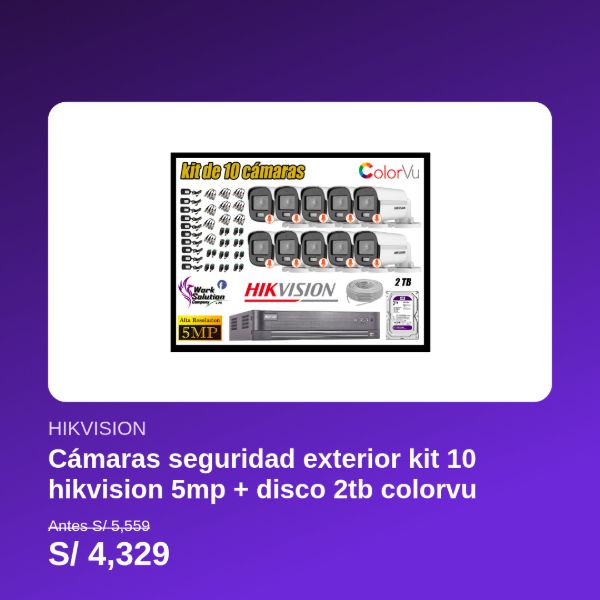 kit de 10 cámaras
ColorVu
Work
Solution
Company
HIKVISION
2 TB
Alta Resolucion
5MP
HIKVISION
Cámaras seguridad exterior kit 10
hikvision 5mp + disco 2tb colorvu
Antes S/ 5,559
S/ 4,329